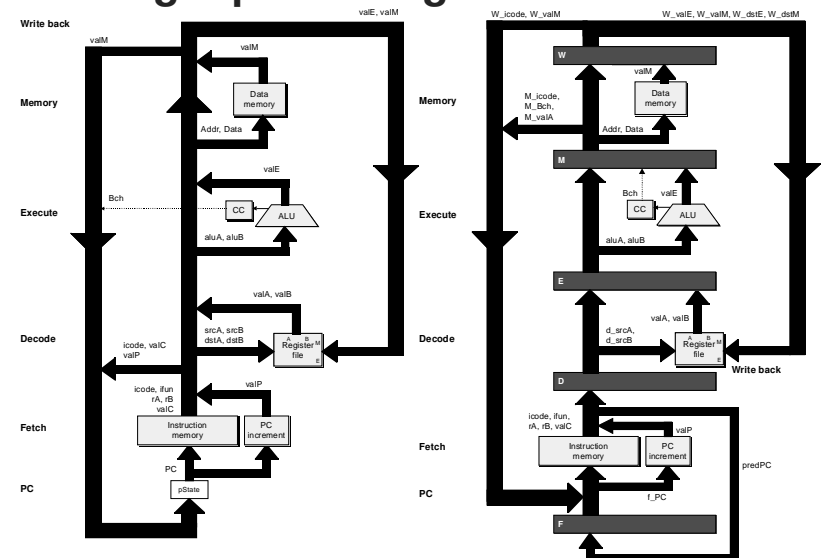 Write back
valE, valM
valM
valM
Memory
Data
memory
Addr, Data
valE
Bch
CC
ALU
Execute
aluA, aluB
valA, valB
Decode
srcA, srcB
dstA, dstB
A B
M
Register
file
E
icode, valC
valP
icode, ifun
rA, rB
valC
valP
Fetch
Instruction
memory
PC
increment
PC
PC
pState
W_icode, W_valM
W_valE, W_valM, W_dstE, W_dstM
W
valM
Memory
M_icode,
M_Bch,
M_valA
Data
memory
Addr, Data
M
Bch
valE
CC
ALU
Execute
aluA, aluB
E
valA, valB
Decode
d_srcA,
d_srcB
A B
M
Register
file
E
Write back
D
icode, ifun,
rA, rB, valC
valP
Fetch
Instruction
memory
PC
increment
predPC
PC
f_PC
F